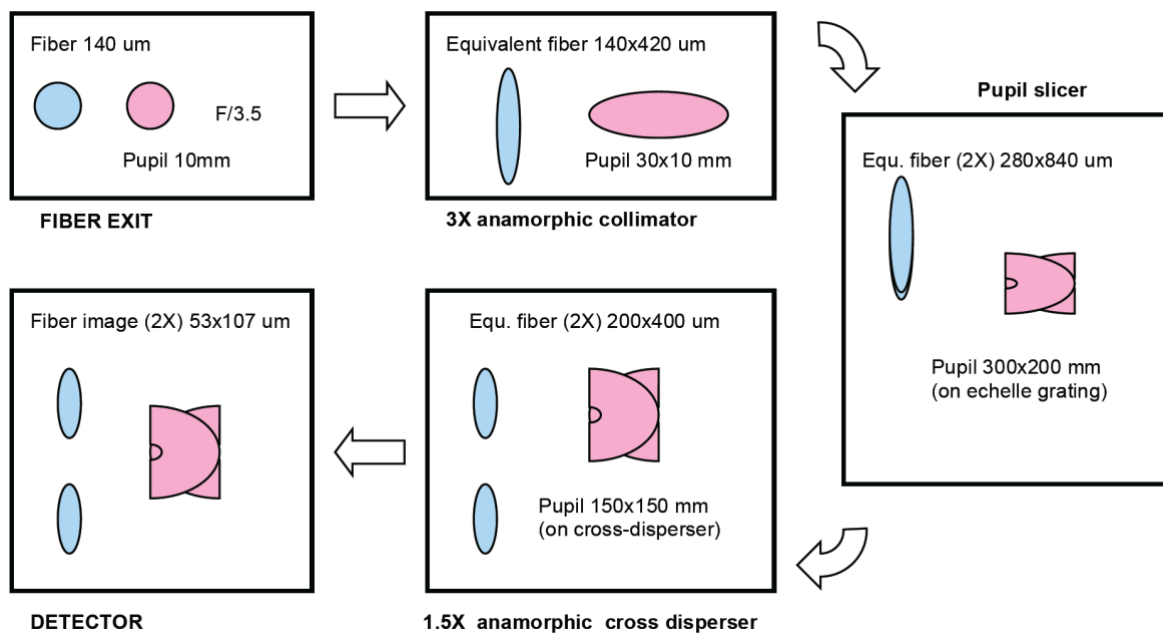 Fiber 140 um
F/3.5
Pupil 10mm
FIBER EXIT
Equivalent fiber 140x420 um
Pupil 30x10 mm
3X anamorphic collimator
Pupil slicer
Equ. fiber (2X) 280x840 um
Pupil 300x200 mm
(on echelle grating)
Equ. fiber (2X) 200x400 um
Pupil 150x150 mm
(on cross-disperser)
1.5X anamorphic cross disperser
Fiber image (2X) 53x107 um
DETECTOR